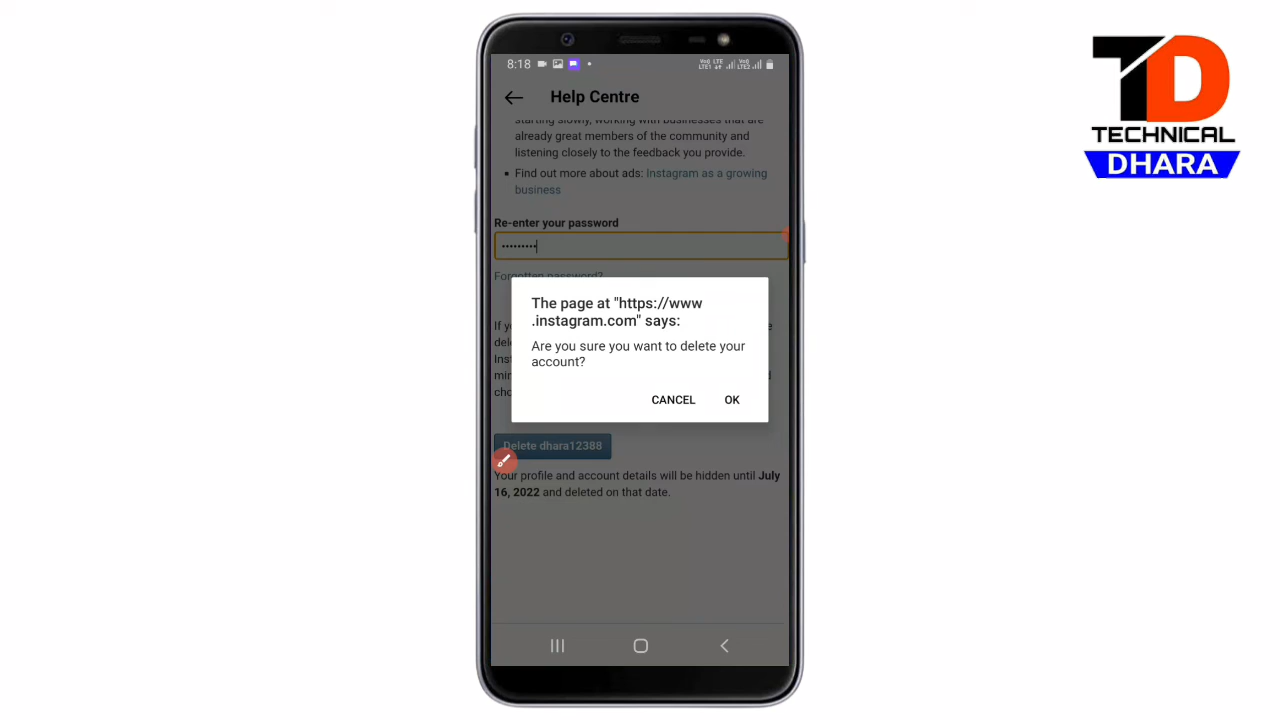 TD
TECHNICAL
DHARA
8:18
Help Centre
starting slowly, working with businesses that are
already great members of the community and
listening closely to the feedback you provide.
• Find out more about ads: Instagram as a growing
business
Re-enter your password
•••••••••
Forgotten password?
The page at "https://www
.instagram.com" says:
Are you sure you want to delete your
account?
CANCEL OK
Delete dhara12388
Your profile and account details will be hidden until July
16, 2022 and deleted on that date.